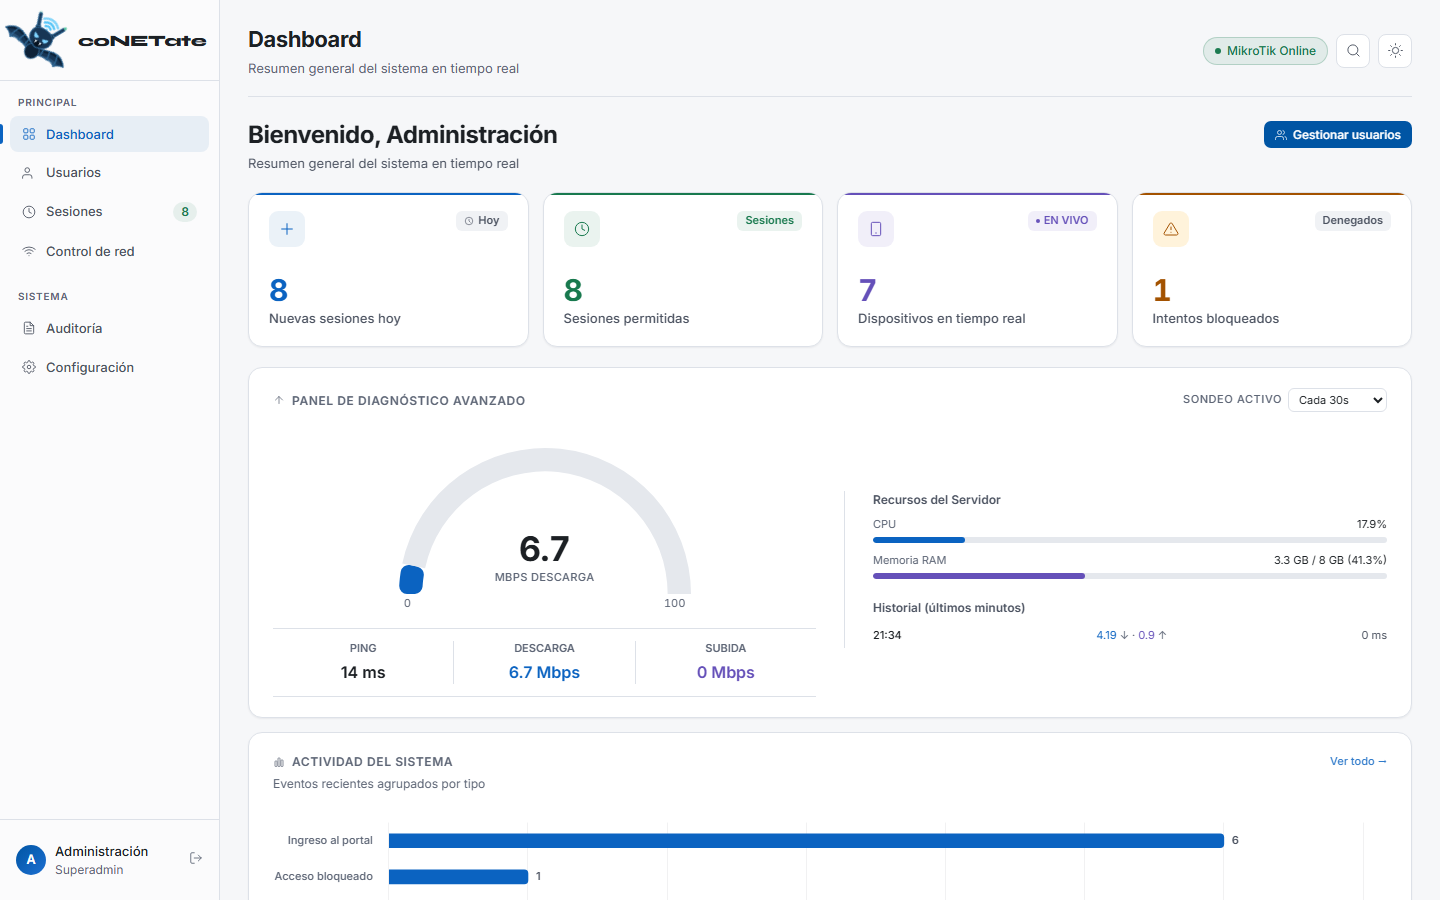 coNETate
PRINCIPAL
Dashboard
Usuarios
Sesiones 8
Control de red
SISTEMA
Auditoría
Configuración
A
Administración
Superadmin
Dashboard
Resumen general del sistema en tiempo real
MikroTik Online
Bienvenido, Administración
Resumen general del sistema en tiempo real
Gestionar usuarios
Hoy
8
Nuevas sesiones hoy
Sesiones
8
Sesiones permitidas
• EN VIVO
7
Dispositivos en tiempo real
Denegados
1
Intentos bloqueados
↑ PANEL DE DIAGNÓSTICO AVANZADO
SONDEO ACTIVO Cada 30s
6.7
MBPS DESCARGA
0 100
PING
14 ms
DESCARGA
6.7 Mbps
SUBIDA
0 Mbps
Recursos del Servidor
CPU 17.9%
Memoria RAM 3.3 GB / 8 GB (41.3%)
Historial (últimos minutos)
21:34 4.19 ↓ · 0.9 ↑ 0 ms
ACTIVIDAD DEL SISTEMA
Ver todo →
Eventos recientes agrupados por tipo
Ingreso al portal 6
Acceso bloqueado 1